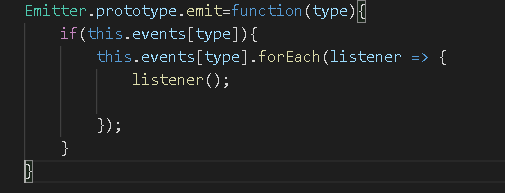 Emitter.prototype.emit=function(type){
    if(this.events[type]){
        this.events[type].forEach(listener => {
            listener();

        });
    }
}